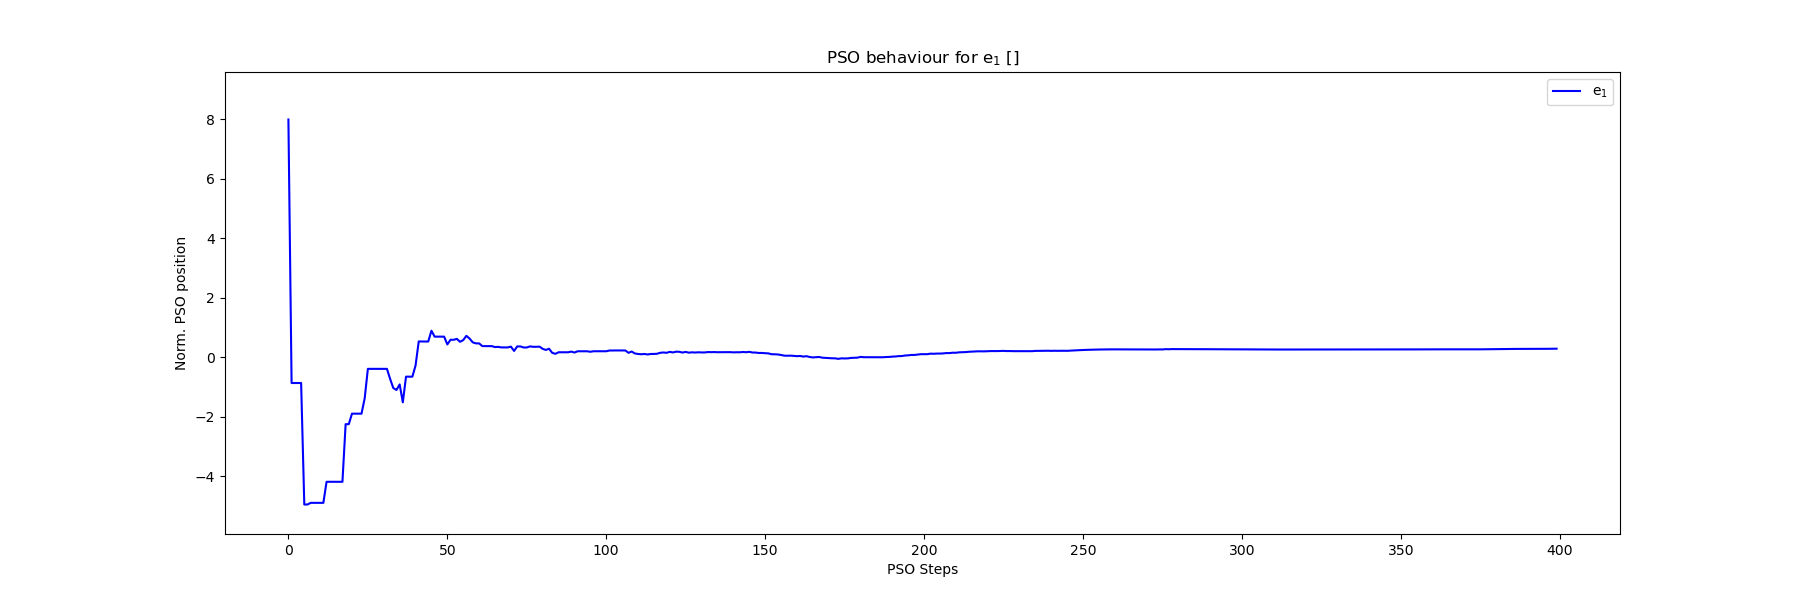 PSO behaviour for e₁ []
e₁
8
6
4
2
0
−2
−4
Norm. PSO position
0 50 100 150 200 250 300 350 400
PSO Steps